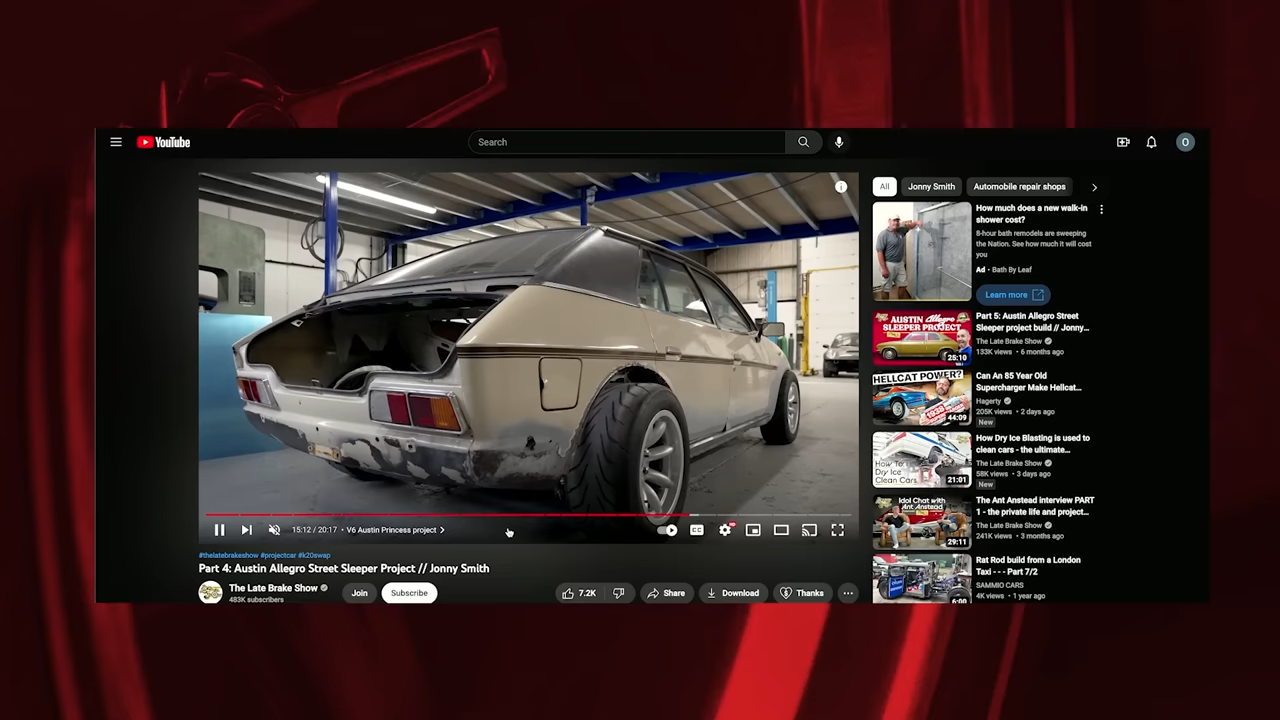 YouTube
Search
O
All
Jonny Smith
Automobile repair shops
How much does a new walk-in
shower cost?
8-hour bath remodels are sweeping
the Nation. See how much it will cost
you
Ad • Bath By Leaf
Learn more
AUSTIN Allegro
SLEEPER PROJECT
25:10
Part 5: Austin Allegro Street
Sleeper project build // Jonny...
The Late Brake Show
133K views • 6 months ago
HELLCAT POWER?
44:09
Can An 85 Year Old
Supercharger Make Hellcat...
Hagerty
205K views • 2 days ago
New
How To:
Dry Ice
Clean Cars
21:01
How Dry Ice Blasting is used to
clean cars - the ultimate...
The Late Brake Show
58K views • 3 days ago
New
Idol Chat with
Ant Anstead
29:11
The Ant Anstead interview PART
1 - the private life and project...
The Late Brake Show
241K views • 3 months ago
6:00
Rat Rod build from a London
Taxi - - - Part 7/2
SAMMIO CARS
4K views • 1 year ago
15:12 / 20:17 • V6 Austin Princess project
CC
#thelatebrakeshow #projectcar #k20swap
Part 4: Austin Allegro Street Sleeper Project // Jonny Smith
The Late Brake Show
483K subscribers
Join
Subscribe
7.2K
Share
Download
Thanks